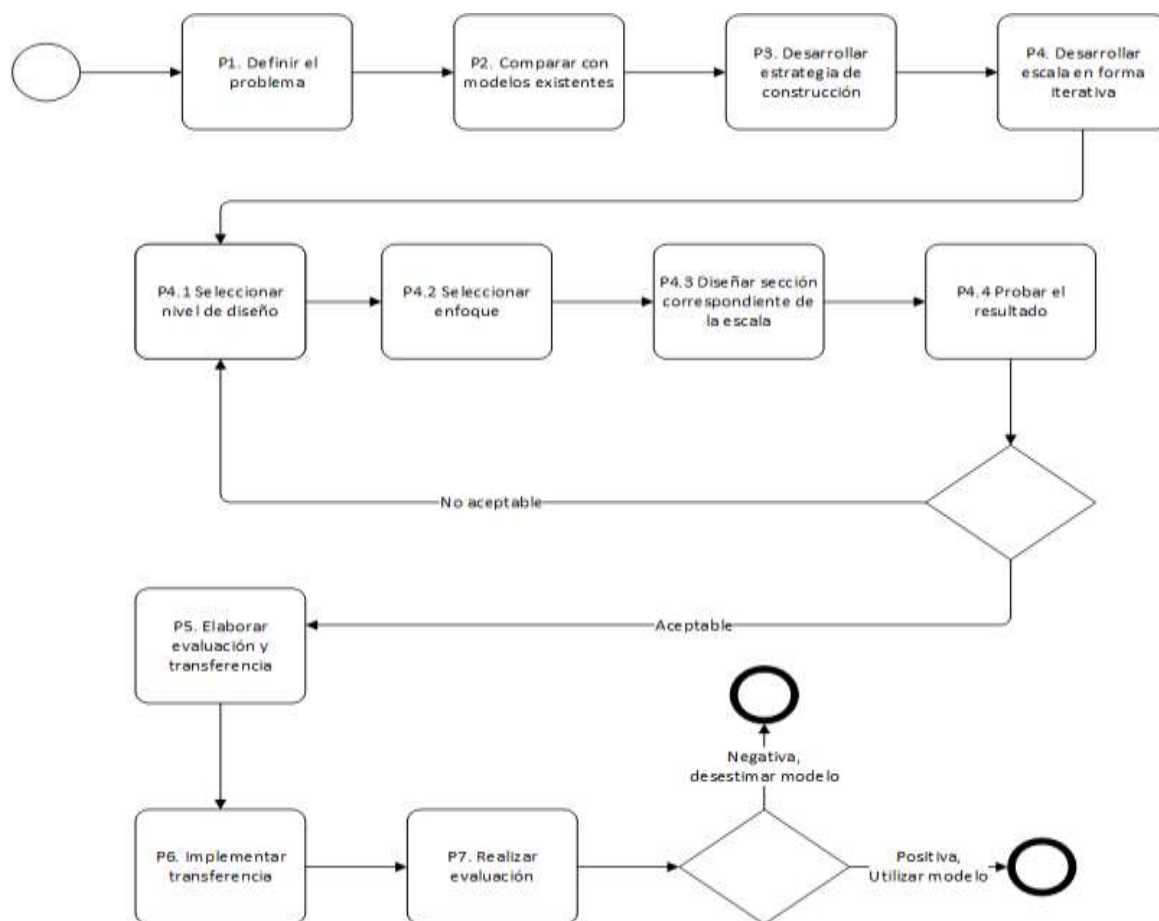 P1. Definir el
problema
P2. Comparar con
modelos existentes
P3. Desarrollar
estrategia de
construcción
P4. Desarrollar
escala en forma
iterativa
P4.1 Seleccionar
nivel de diseño
P4.2 Seleccionar
enfoque
P4.3 Diseñar sección
correspondiente de
la escala
P4.4 Probar el
resultado
No aceptable
P5. Elaborar
evaluación y
transferencia
Aceptable
Negativa,
desestimar modelo
P6. Implementar
transferencia
P7. Realizar
evaluación
Positiva,
Utilizar modelo